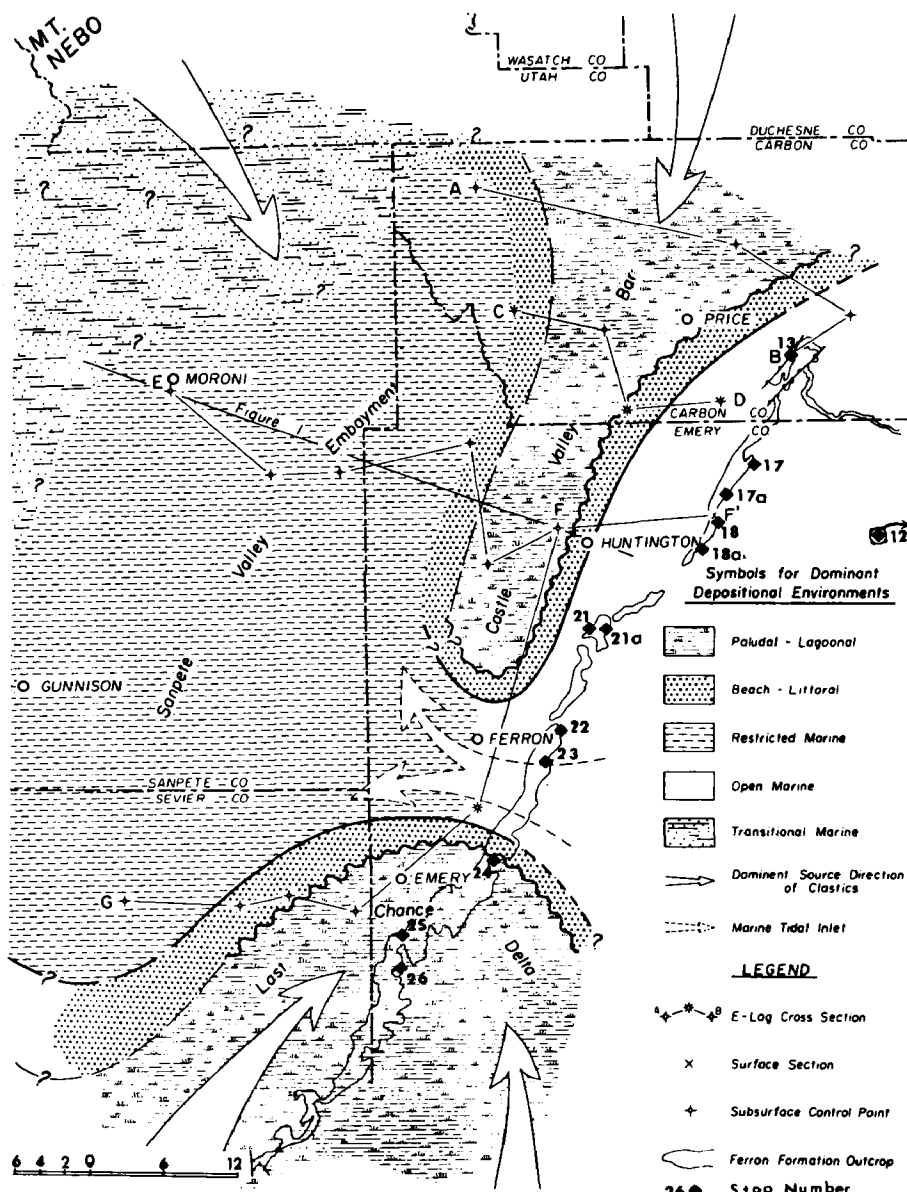 MT.
NEBO
WASATCH CO
UTAH CO
DUCHESNE CO
CARBON CO
?
?
?
?
?
?
?
?
A
Bar
C
PRICE
13
B
E
MORONI
Figure 1
Embayment
D
CARBON CO
EMERY CO
17
Valley
17a
F
F'
18
HUNTINGTON
18a.
12
Valley
Castle
Symbols for Dominant
Depositional Environments
21
21a
Paludal - Lagoonal
?
?
GUNNISON
Sanpete
Beach - Littoral
22
FERRON
23
Restricted Marine
SANPETE - CO
SEVIER - CO
Open Marine
Transitional Marine
24
EMERY
G
Chance
Dominent Source Direction
of Clastics
25
Delta
?
Marine Tidal Inlet
Last
26
LEGEND
?
A B E-Log Cross Section
Surface Section
Subsurface Control Point
Ferron Formation Outcrop
6 4 2 0 6 12
26 Stop Number